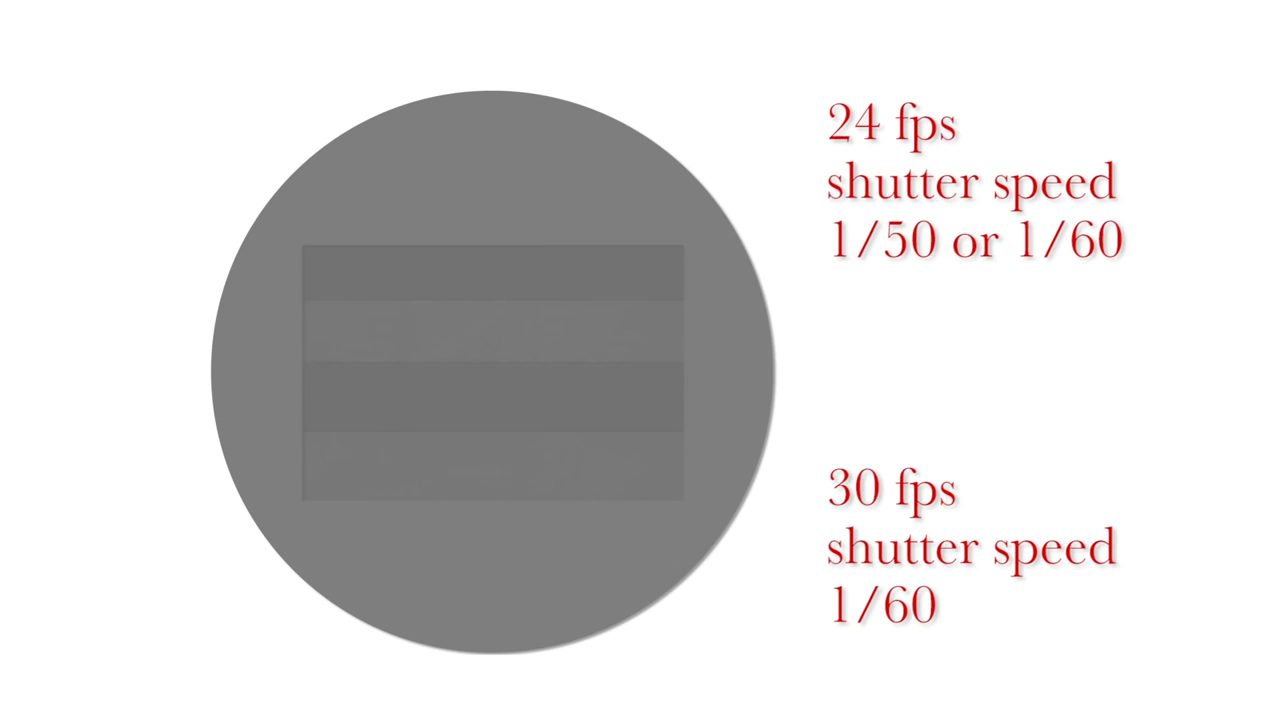 24 fps
shutter speed
1/50 or 1/60
30 fps
shutter speed
1/60